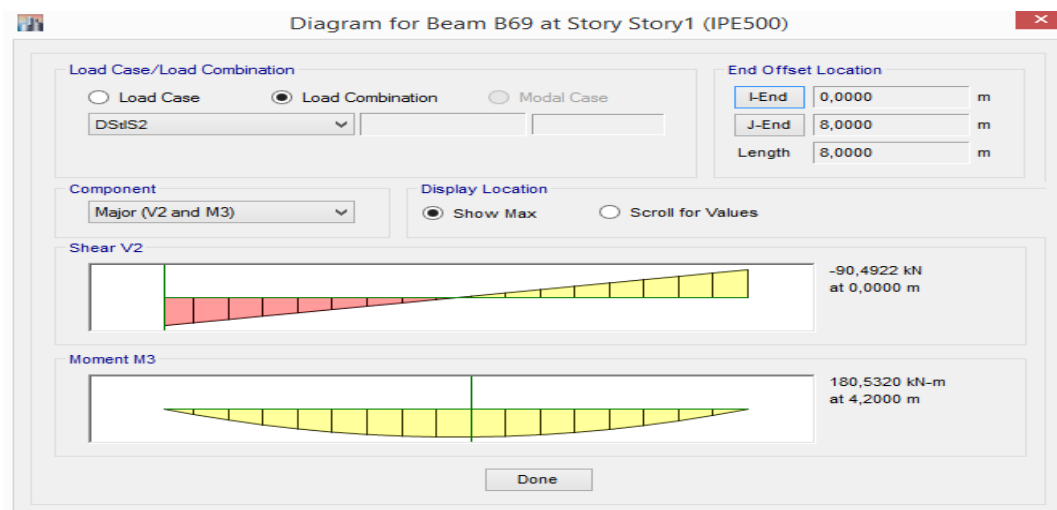 Diagram for Beam B69 at Story Story1 (IPE500)
Load Case/Load Combination
Load Case Load Combination Modal Case
DStlS2
End Offset Location
I-End 0,0000 m
J-End 8,0000 m
Length 8,0000 m
Component
Major (V2 and M3)
Display Location
Show Max Scroll for Values
Shear V2
-90,4922 kN
at 0,0000 m
Moment M3
180,5320 kN-m
at 4,2000 m
Done